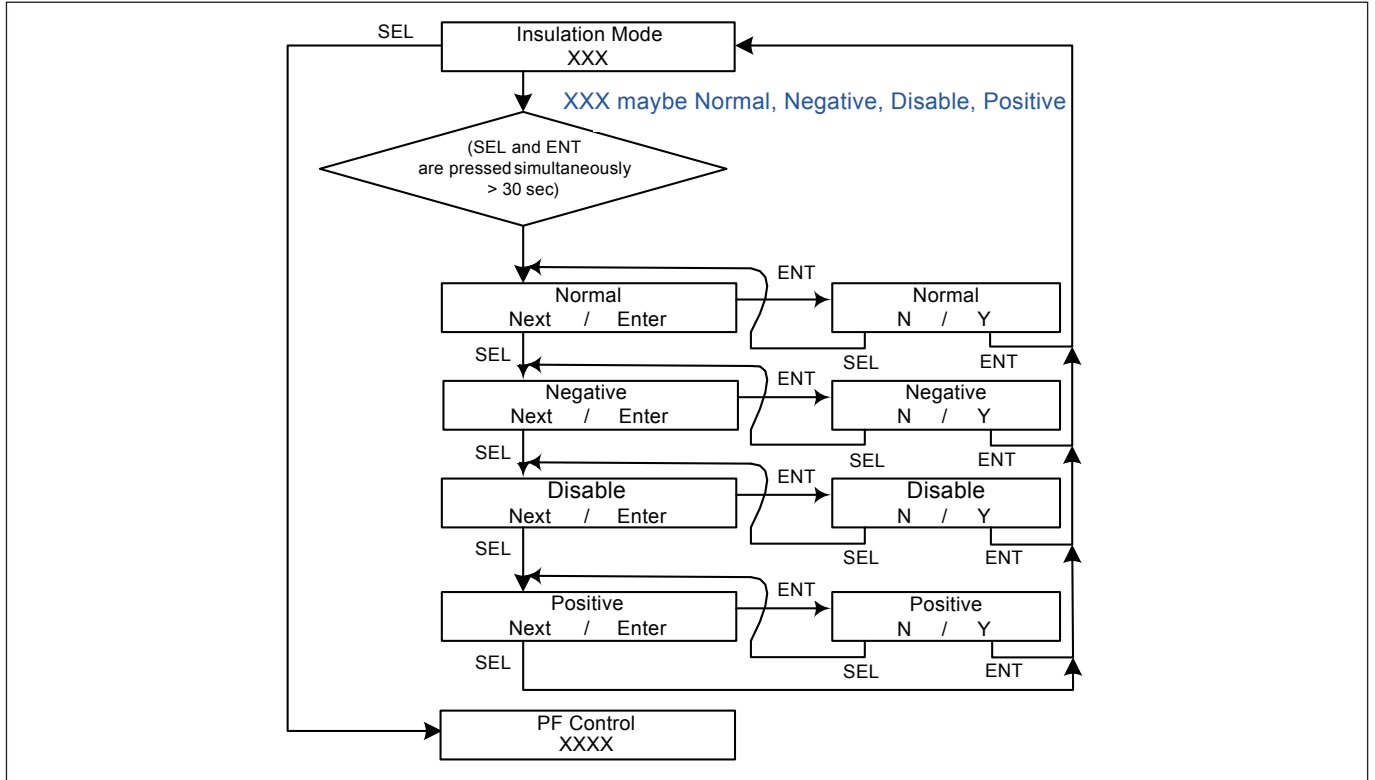 SEL
Insulation Mode
XXX
XXX maybe Normal, Negative, Disable, Positive
(SEL and ENT
are pressed simultaneously
> 30 sec)
ENT
Normal
Next / Enter
Normal
N / Y
SEL
SEL
ENT
ENT
Negative
Next / Enter
Negative
N / Y
SEL
SEL
ENT
ENT
Disable
Next / Enter
Disable
N / Y
SEL
SEL
ENT
ENT
Positive
Next / Enter
Positive
N / Y
SEL
SEL
ENT
PF Control
XXXX